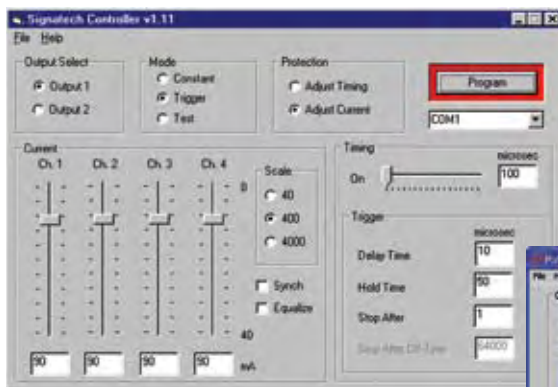 Signatech Controller v1.11
File Help
Output Select
Output 1
Output 2
Mode
Constant
Trigger
Test
Protection
Adjust Timing
Adjust Current
Program
COM1
Current
Ch. 1 Ch. 2 Ch. 3 Ch. 4
0
40
90 90 90 90 mA
Scale
40
400
4000
Synch
Equalize
Timing
microsec
On 100
Trigger
microsec
Delay Time 10
Hold Time 50
Stop After 1
Stop After Off-Time 64000